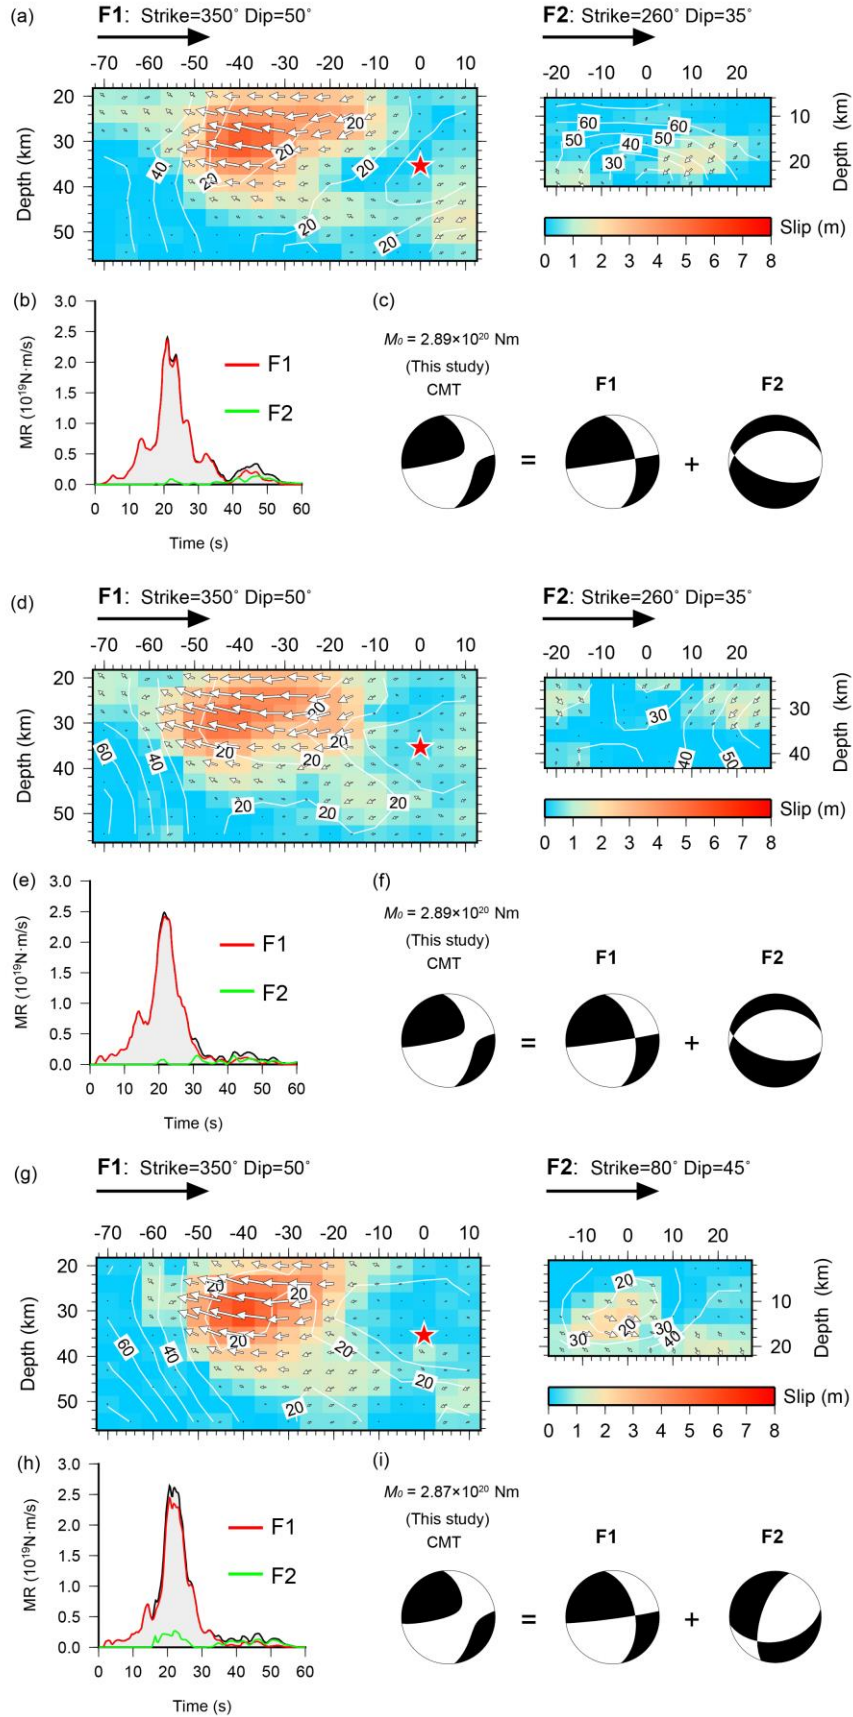 (a)
F1: Strike=350° Dip=50°
F2: Strike=260° Dip=35°
-70 -60 -50 -40 -30 -20 -10 0 10
-20 -10 0 10 20
20
30
40
50
Depth (km)
40
20
20
20
20
20
20
60
60
50
50
40
30
10
20
Depth (km)
Slip (m)
0 1 2 3 4 5 6 7 8
(b)
3.0
2.5
2.0
1.5
1.0
0.5
0.0
MR (10¹⁹N·m/s)
F1
F2
0 10 20 30 40 50 60
Time (s)
(c)
M₀ = 2.89×10²⁰ Nm
(This study)
CMT
F1
F2
=
+
(d)
F1: Strike=350° Dip=50°
F2: Strike=260° Dip=35°
-70 -60 -50 -40 -30 -20 -10 0 10
-20 -10 0 10 20
20
30
40
50
Depth (km)
60
40
20
20
20
20
20
20
20
30
40
50
30
40
Depth (km)
Slip (m)
0 1 2 3 4 5 6 7 8
(e)
3.0
2.5
2.0
1.5
1.0
0.5
0.0
MR (10¹⁹N·m/s)
F1
F2
0 10 20 30 40 50 60
Time (s)
(f)
M₀ = 2.89×10²⁰ Nm
(This study)
CMT
F1
F2
=
+
(g)
F1: Strike=350° Dip=50°
F2: Strike=80° Dip=45°
-70 -60 -50 -40 -30 -20 -10 0 10
-10 0 10 20
20
30
40
50
Depth (km)
60
40
20
20
20
20
20
20
20
20
30
30
40
10
20
Depth (km)
Slip (m)
0 1 2 3 4 5 6 7 8
(h)
3.0
2.5
2.0
1.5
1.0
0.5
0.0
MR (10¹⁹N·m/s)
F1
F2
0 10 20 30 40 50 60
Time (s)
(i)
M₀ = 2.87×10²⁰ Nm
(This study)
CMT
F1
F2
=
+